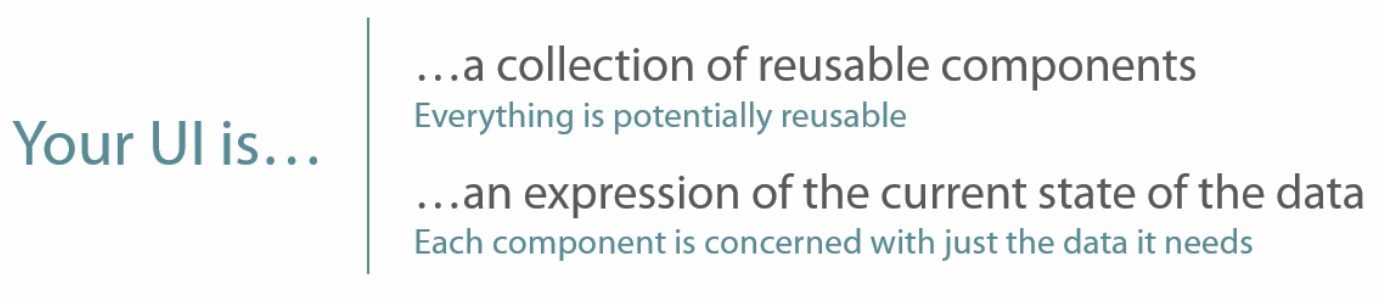 Your UI is…
…a collection of reusable components
Everything is potentially reusable
…an expression of the current state of the data
Each component is concerned with just the data it needs